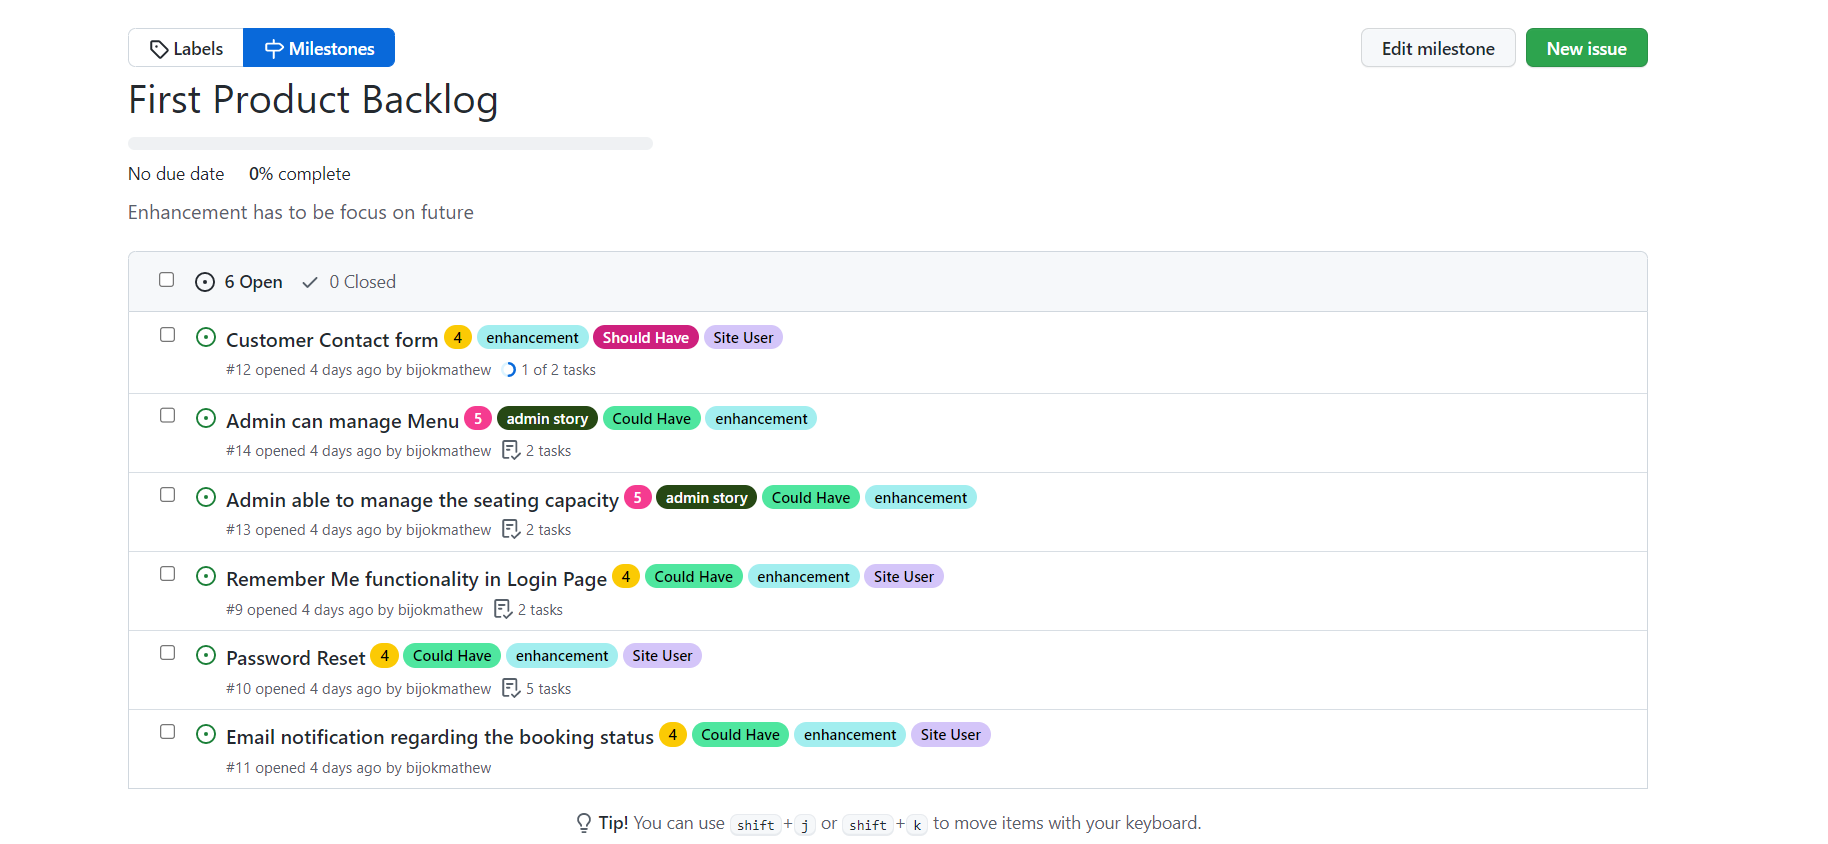 Labels Milestones Edit milestone New issue
First Product Backlog
No due date 0% complete
Enhancement has to be focus on future
6 Open 0 Closed
Customer Contact form 4 enhancement Should Have Site User
#12 opened 4 days ago by bijokmathew 1 of 2 tasks
Admin can manage Menu 5 admin story Could Have enhancement
#14 opened 4 days ago by bijokmathew 2 tasks
Admin able to manage the seating capacity 5 admin story Could Have enhancement
#13 opened 4 days ago by bijokmathew 2 tasks
Remember Me functionality in Login Page 4 Could Have enhancement Site User
#9 opened 4 days ago by bijokmathew 2 tasks
Password Reset 4 Could Have enhancement Site User
#10 opened 4 days ago by bijokmathew 5 tasks
Email notification regarding the booking status 4 Could Have enhancement Site User
#11 opened 4 days ago by bijokmathew
Tip! You can use shift+j or shift+k to move items with your keyboard.